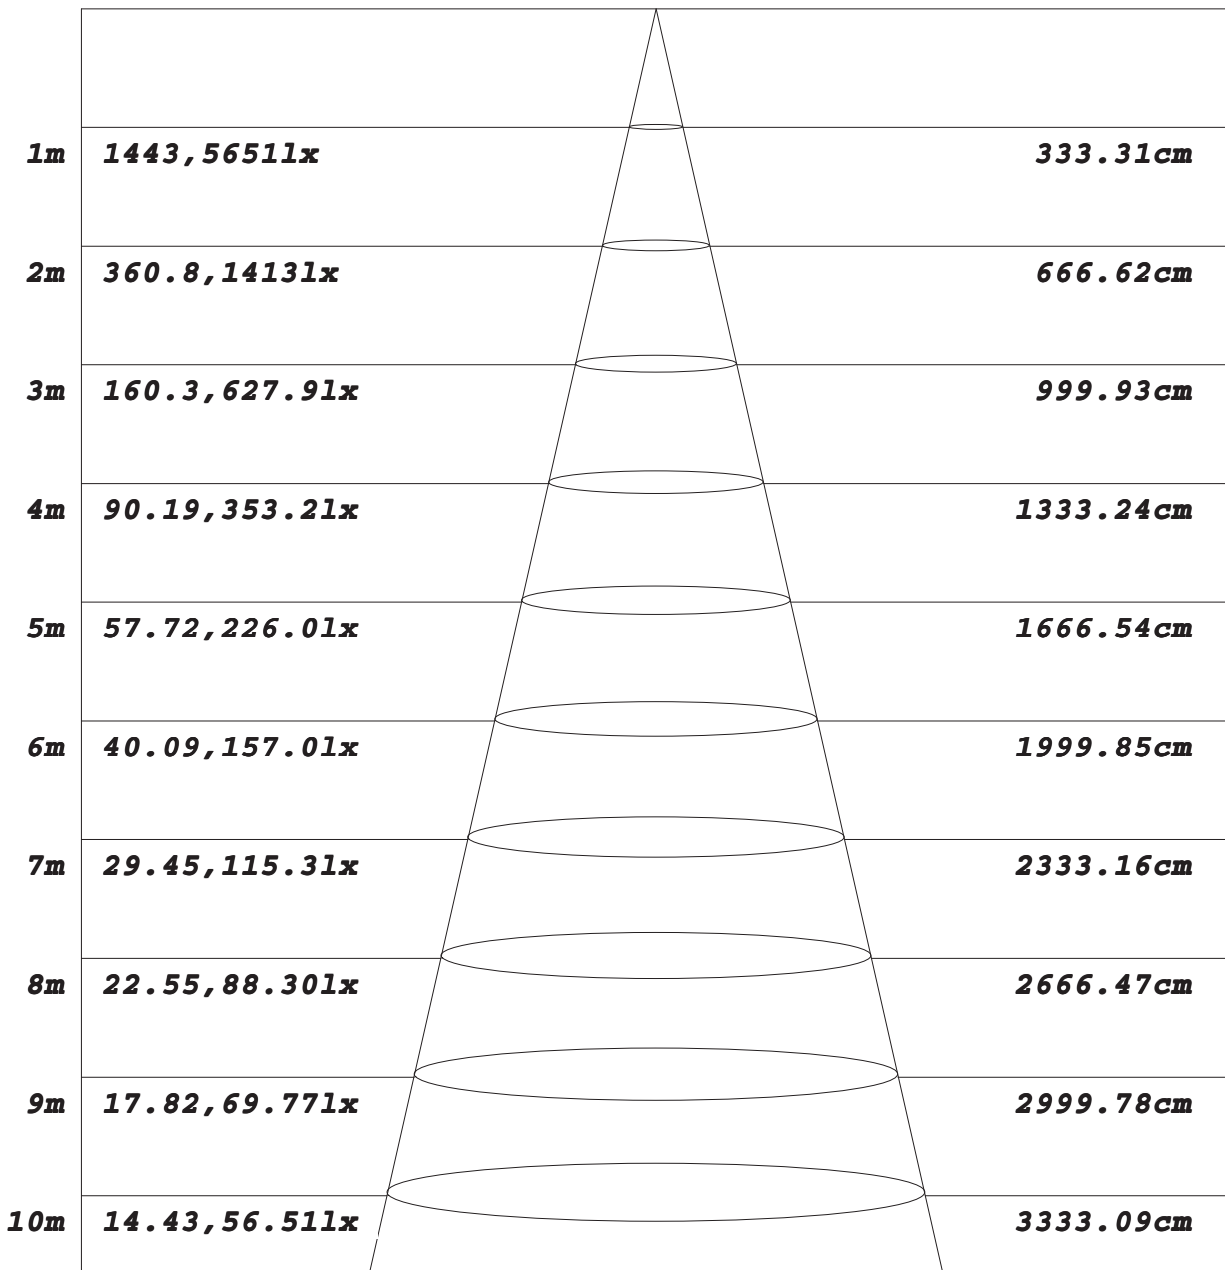 1m 1443,5651lx 333.31cm
2m 360.8,1413lx 666.62cm
3m 160.3,627.9lx 999.93cm
4m 90.19,353.2lx 1333.24cm
5m 57.72,226.0lx 1666.54cm
6m 40.09,157.0lx 1999.85cm
7m 29.45,115.3lx 2333.16cm
8m 22.55,88.30lx 2666.47cm
9m 17.82,69.77lx 2999.78cm
10m 14.43,56.51lx 3333.09cm